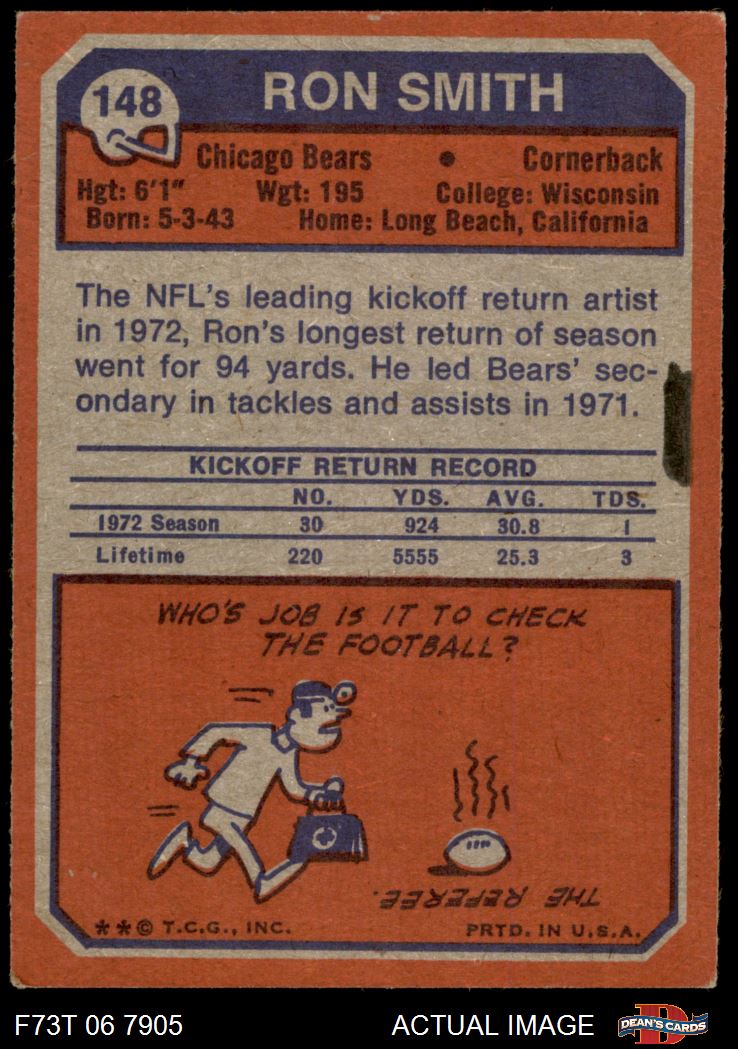 148
RON SMITH
Chicago Bears • Cornerback
Hgt: 6'1" Wgt: 195 College: Wisconsin
Born: 5-3-43 Home: Long Beach, California
The NFL's leading kickoff return artist
in 1972, Ron's longest return of season
went for 94 yards. He led Bears' sec-
ondary in tackles and assists in 1971.
KICKOFF RETURN RECORD
NO. YDS. AVG. TDS.
1972 Season 30 924 30.8 1
Lifetime 220 5555 25.3 3
WHO'S JOB IS IT TO CHECK
THE FOOTBALL?
THE REFEREE.
**© T.C.G., INC. PRTD. IN U.S.A.
F73T 06 7905 ACTUAL IMAGE D DEAN'S CARDS